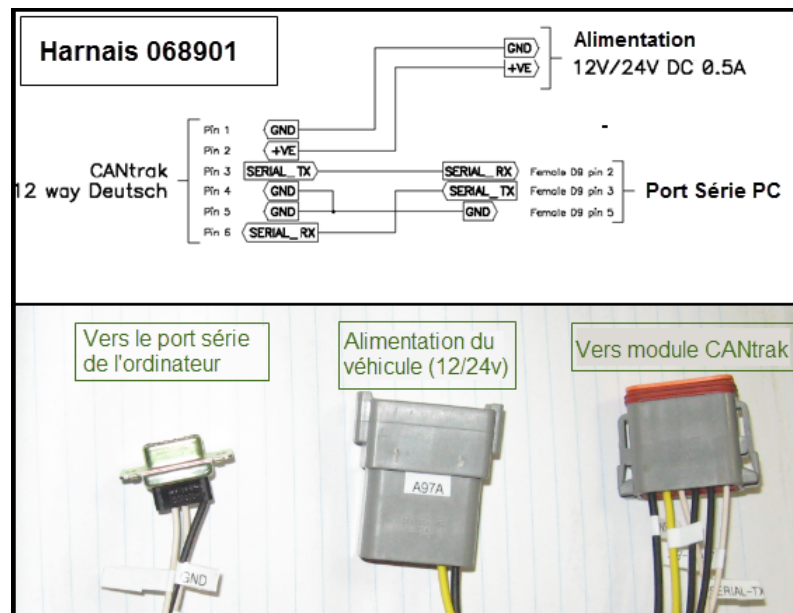 Harnais 068901
GND
Alimentation
+VE
12V/24V DC 0.5A
-
Pin 1
GND
Pin 2
+VE
CANtrak
12 way Deutsch
Pin 3
SERIAL_TX
SERIAL_RX
Female D9 pin 2
Pin 4
GND
SERIAL_TX
Female D9 pin 3
Port Série PC
Pin 5
GND
GND
Female D9 pin 5
Pin 6
SERIAL_RX
Vers le port série
de l'ordinateur
Alimentation du
véhicule (12/24v)
Vers module CANtrak
A97A
GND
SERIAL-TX